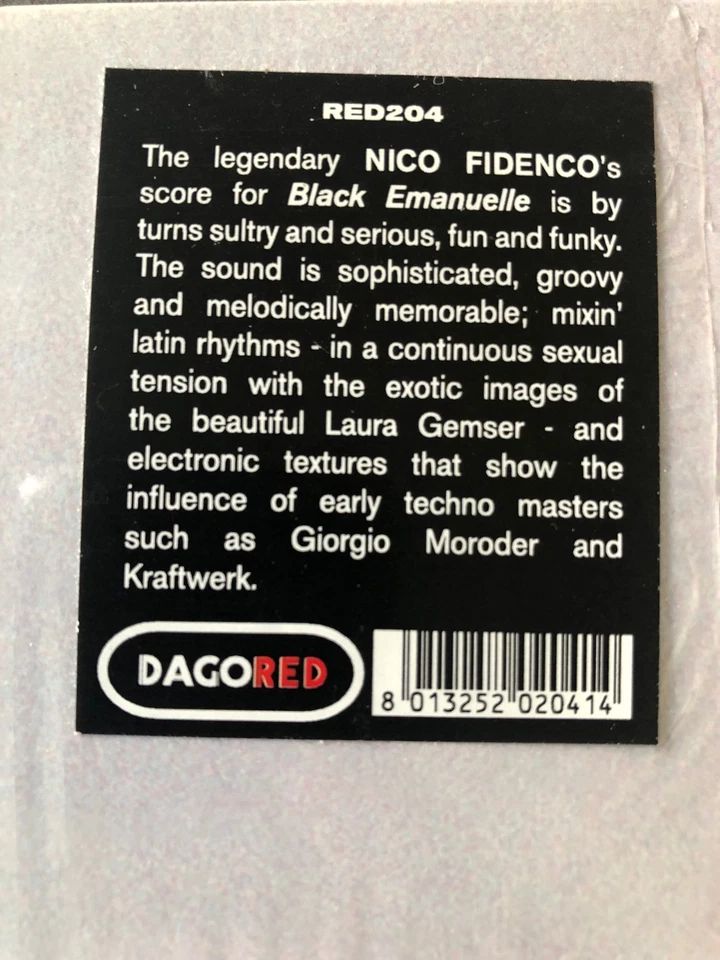 RED204
The legendary NICO FIDENCO's
score for Black Emanuelle is by
turns sultry and serious, fun and funky.
The sound is sophisticated, groovy
and melodically memorable; mixin'
latin rhythms - in a continuous sexual
tension with the exotic images of
the beautiful Laura Gemser - and
electronic textures that show the
influence of early techno masters
such as Giorgio Moroder and
Kraftwerk.
DAGORED
8 013252 020414